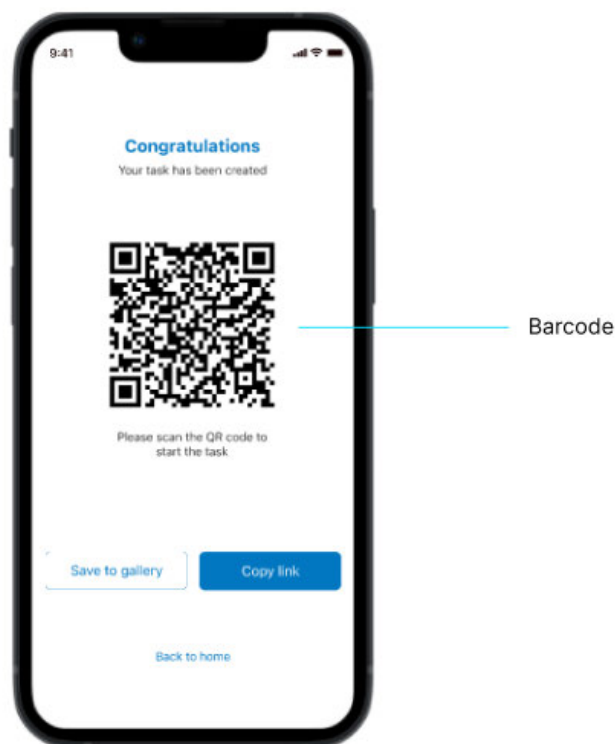 9:41
Congratulations
Your task has been created
Barcode
Please scan the QR code to
start the task
Save to gallery
Copy link
Back to home